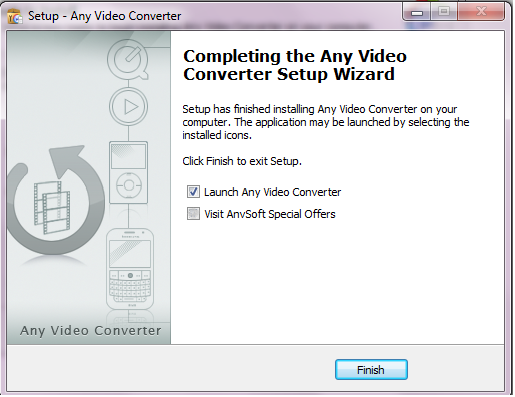 Setup - Any Video Converter
Completing the Any Video
Converter Setup Wizard
Setup has finished installing Any Video Converter on your
computer. The application may be launched by selecting the
installed icons.
Click Finish to exit Setup.
Launch Any Video Converter
Visit AnvSoft Special Offers
Any Video Converter
Finish